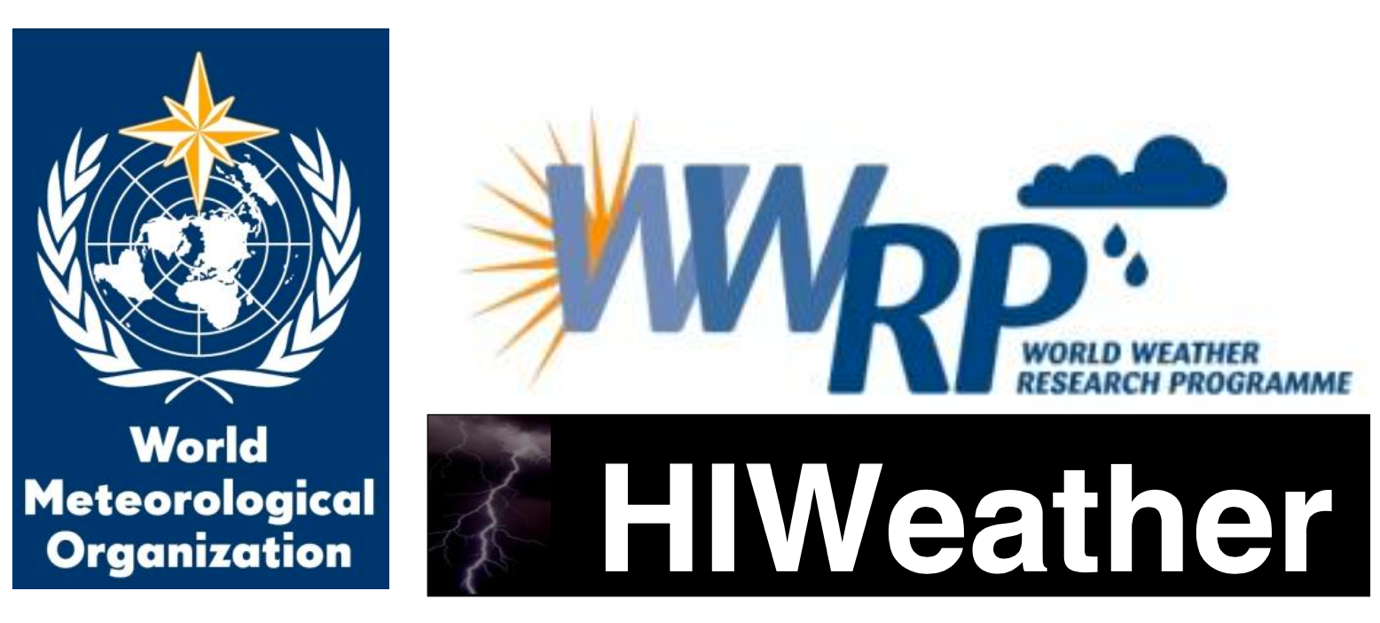 World
Meteorological
Organization
WWRP
WORLD WEATHER
RESEARCH PROGRAMME
HIWeather